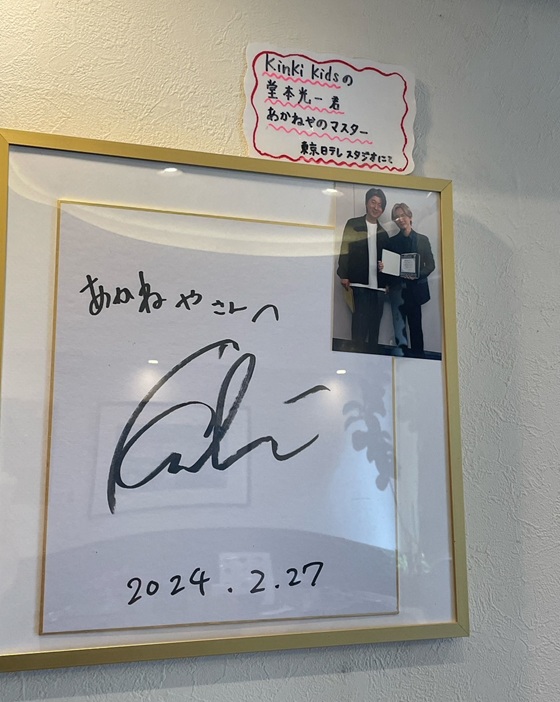 KinKi Kidsの
堂本光一君
あかねやのマスター
東京日テレスタジオにて
あかねやさんへ
2024.2.27